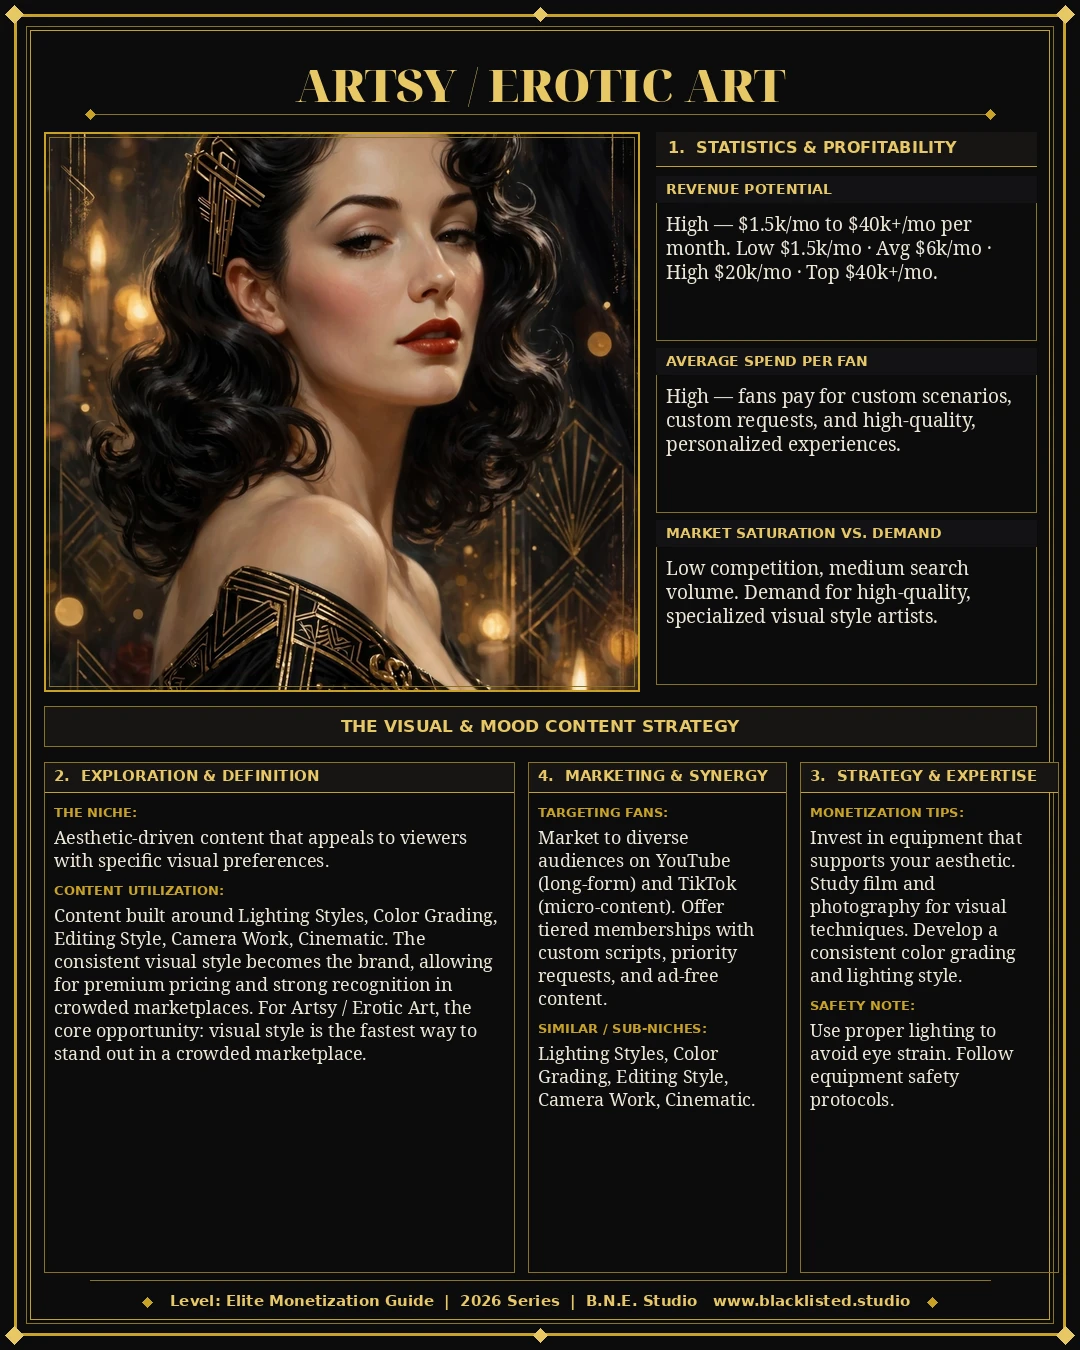 ARTSY / EROTIC ART
1. STATISTICS & PROFITABILITY
REVENUE POTENTIAL
High — $1.5k/mo to $40k+/mo per
month. Low $1.5k/mo · Avg $6k/mo ·
High $20k/mo · Top $40k+/mo.
AVERAGE SPEND PER FAN
High — fans pay for custom scenarios,
custom requests, and high-quality,
personalized experiences.
MARKET SATURATION VS. DEMAND
Low competition, medium search
volume. Demand for high-quality,
specialized visual style artists.
THE VISUAL & MOOD CONTENT STRATEGY
2. EXPLORATION & DEFINITION
THE NICHE:
Aesthetic-driven content that appeals to viewers
with specific visual preferences.
CONTENT UTILIZATION:
Content built around Lighting Styles, Color Grading,
Editing Style, Camera Work, Cinematic. The
consistent visual style becomes the brand, allowing
for premium pricing and strong recognition in
crowded marketplaces. For Artsy / Erotic Art, the
core opportunity: visual style is the fastest way to
stand out in a crowded marketplace.
4. MARKETING & SYNERGY
TARGETING FANS:
Market to diverse
audiences on YouTube
(long-form) and TikTok
(micro-content). Offer
tiered memberships with
custom scripts, priority
requests, and ad-free
content.
SIMILAR / SUB-NICHES:
Lighting Styles, Color
Grading, Editing Style,
Camera Work, Cinematic.
3. STRATEGY & EXPERTISE
MONETIZATION TIPS:
Invest in equipment that
supports your aesthetic.
Study film and
photography for visual
techniques. Develop a
consistent color grading
and lighting style.
SAFETY NOTE:
Use proper lighting to
avoid eye strain. Follow
equipment safety
protocols.
Level: Elite Monetization Guide | 2026 Series | B.N.E. Studio www.blacklisted.studio